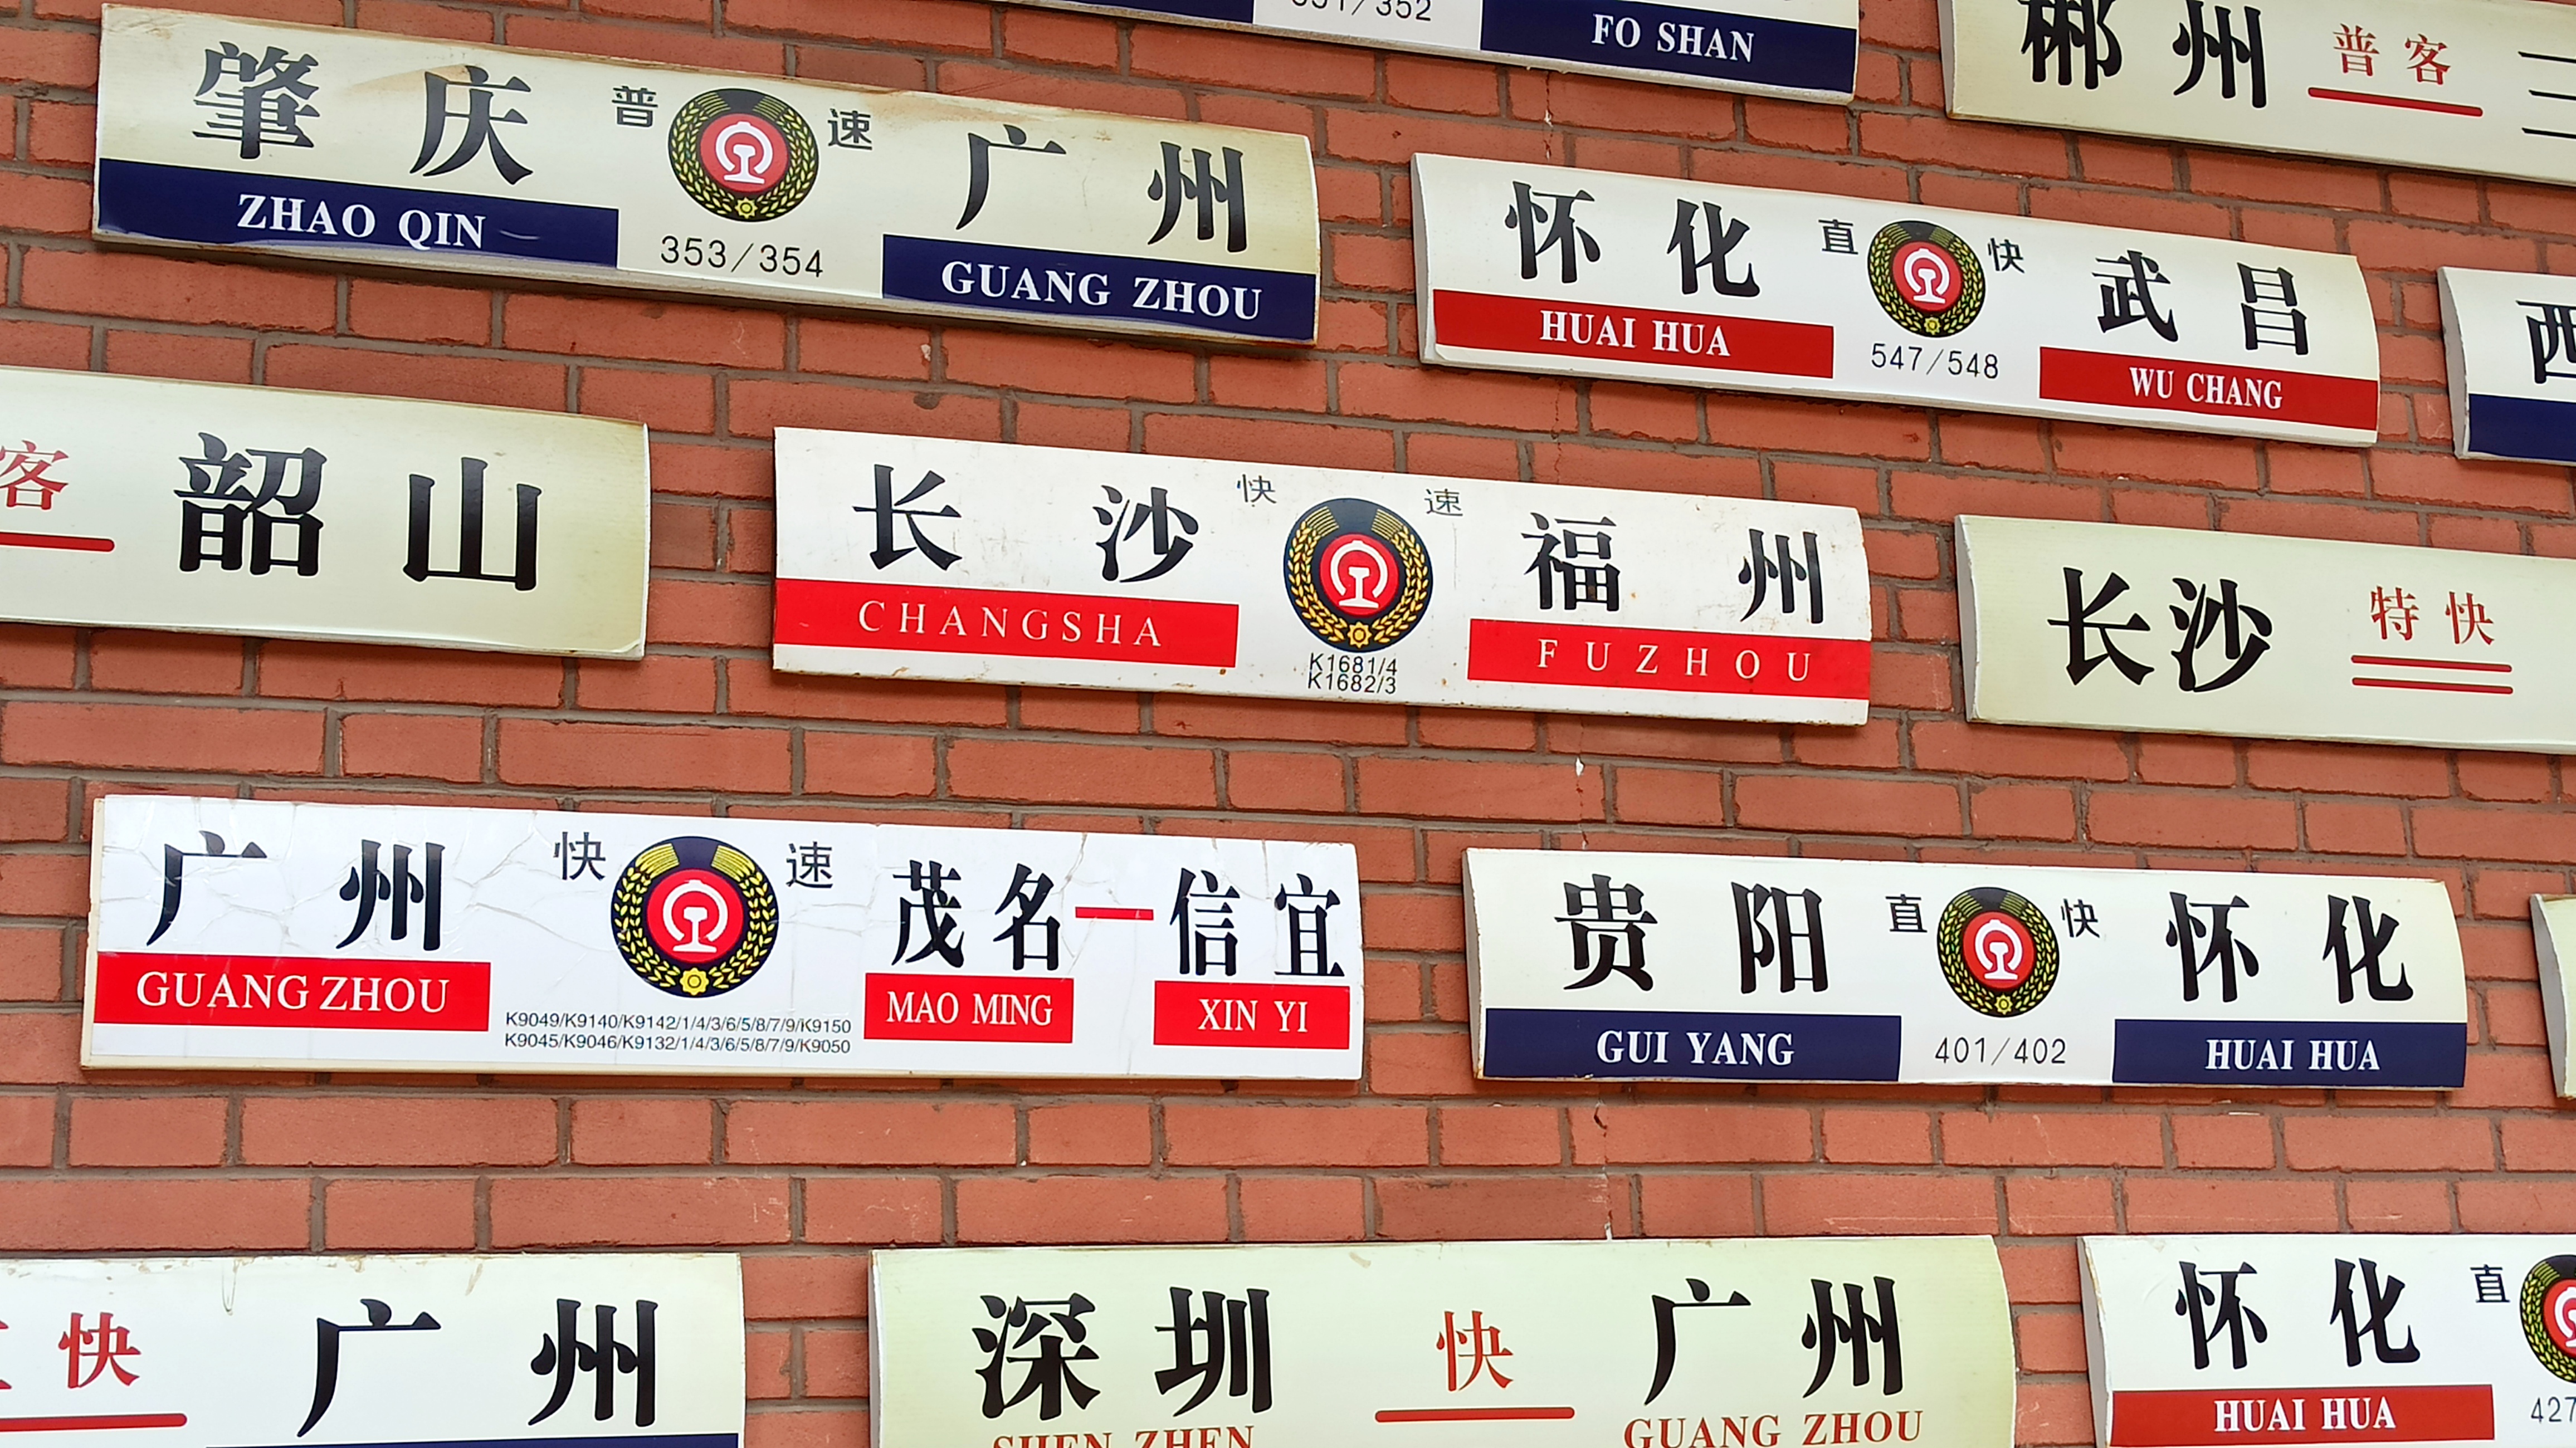 FO SHAN
郴州 普客
肇庆 普速 广州
ZHAO QIN 353/354 GUANG ZHOU
怀化 直快 武昌
HUAI HUA 547/548 WU CHANG
西
客 韶山
长沙 快速 福州
CHANGSHA K1681/4 FUZHOU
K1682/3
长沙 特快
广州 快速 茂名—信宜
GUANG ZHOU MAO MING XIN YI
K9049/K9140/K9142/1/4/3/6/5/8/7/9/K9150
K9045/K9046/K9132/1/4/3/6/5/8/7/9/K9050
贵阳 直快 怀化
GUI YANG 401/402 HUAI HUA
快 广州
深圳 快 广州
SHEN ZHEN GUANG ZHOU
怀化 直
HUAI HUA 427